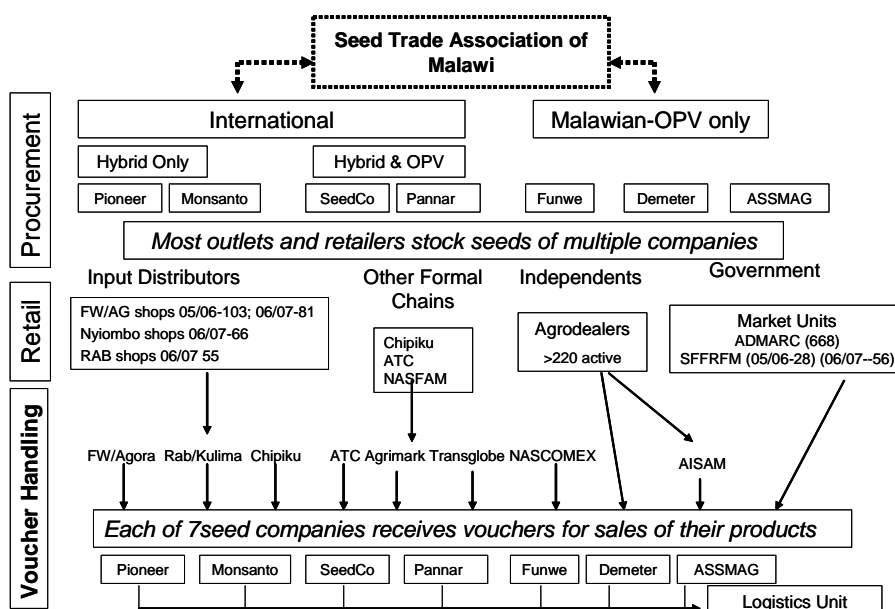 Seed Trade Association of
Malawi
Procurement
International
Malawian-OPV only
Hybrid Only
Hybrid & OPV
Pioneer
Monsanto
SeedCo
Pannar
Funwe
Demeter
ASSMAG
Most outlets and retailers stock seeds of multiple companies
Retail
Input Distributors
Other Formal
Chains
Independents
Government
FW/AG shops 05/06-103; 06/07-81
Nyiombo shops 06/07-66
RAB shops 06/07 55
Chipiku
ATC
NASFAM
Agrodealers
>220 active
Market Units
ADMARC (668)
SFFRFM (05/06-28) (06/07--56)
Voucher Handling
FW/Agora Rab/Kulima Chipiku
ATC Agrimark Transglobe NASCOMEX
AISAM
Each of 7seed companies receives vouchers for sales of their products
Pioneer
Monsanto
SeedCo
Pannar
Funwe
Demeter
ASSMAG
Logistics Unit